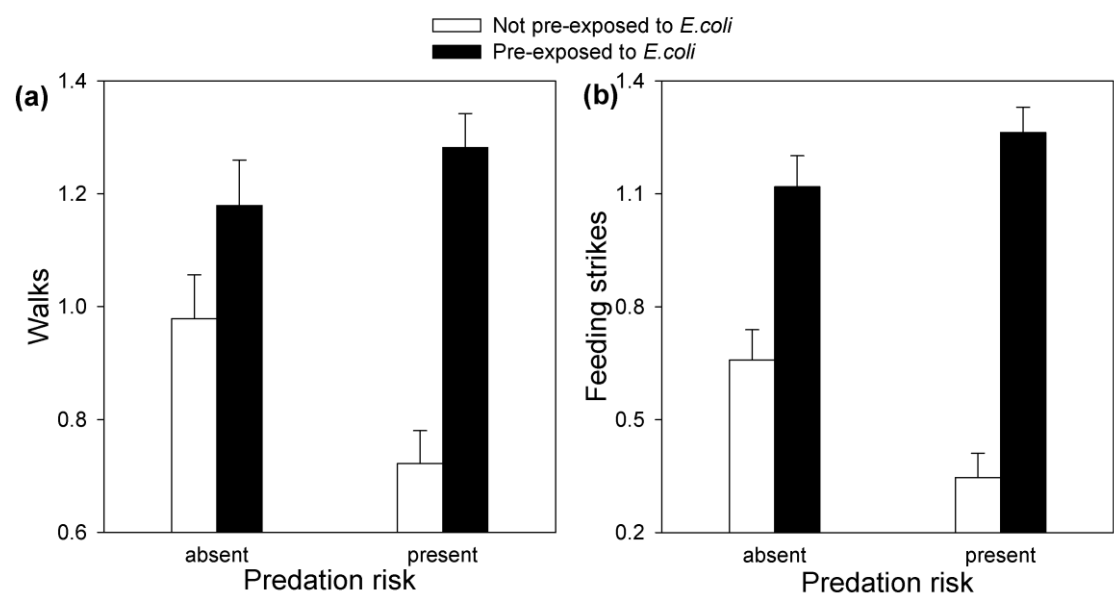 Not pre-exposed to E.coli
Pre-exposed to E.coli
(a)
1.4
1.2
1.0
0.8
0.6
Walks
absent
present
Predation risk
(b)
1.4
1.1
0.8
0.5
0.2
Feeding strikes
absent
present
Predation risk